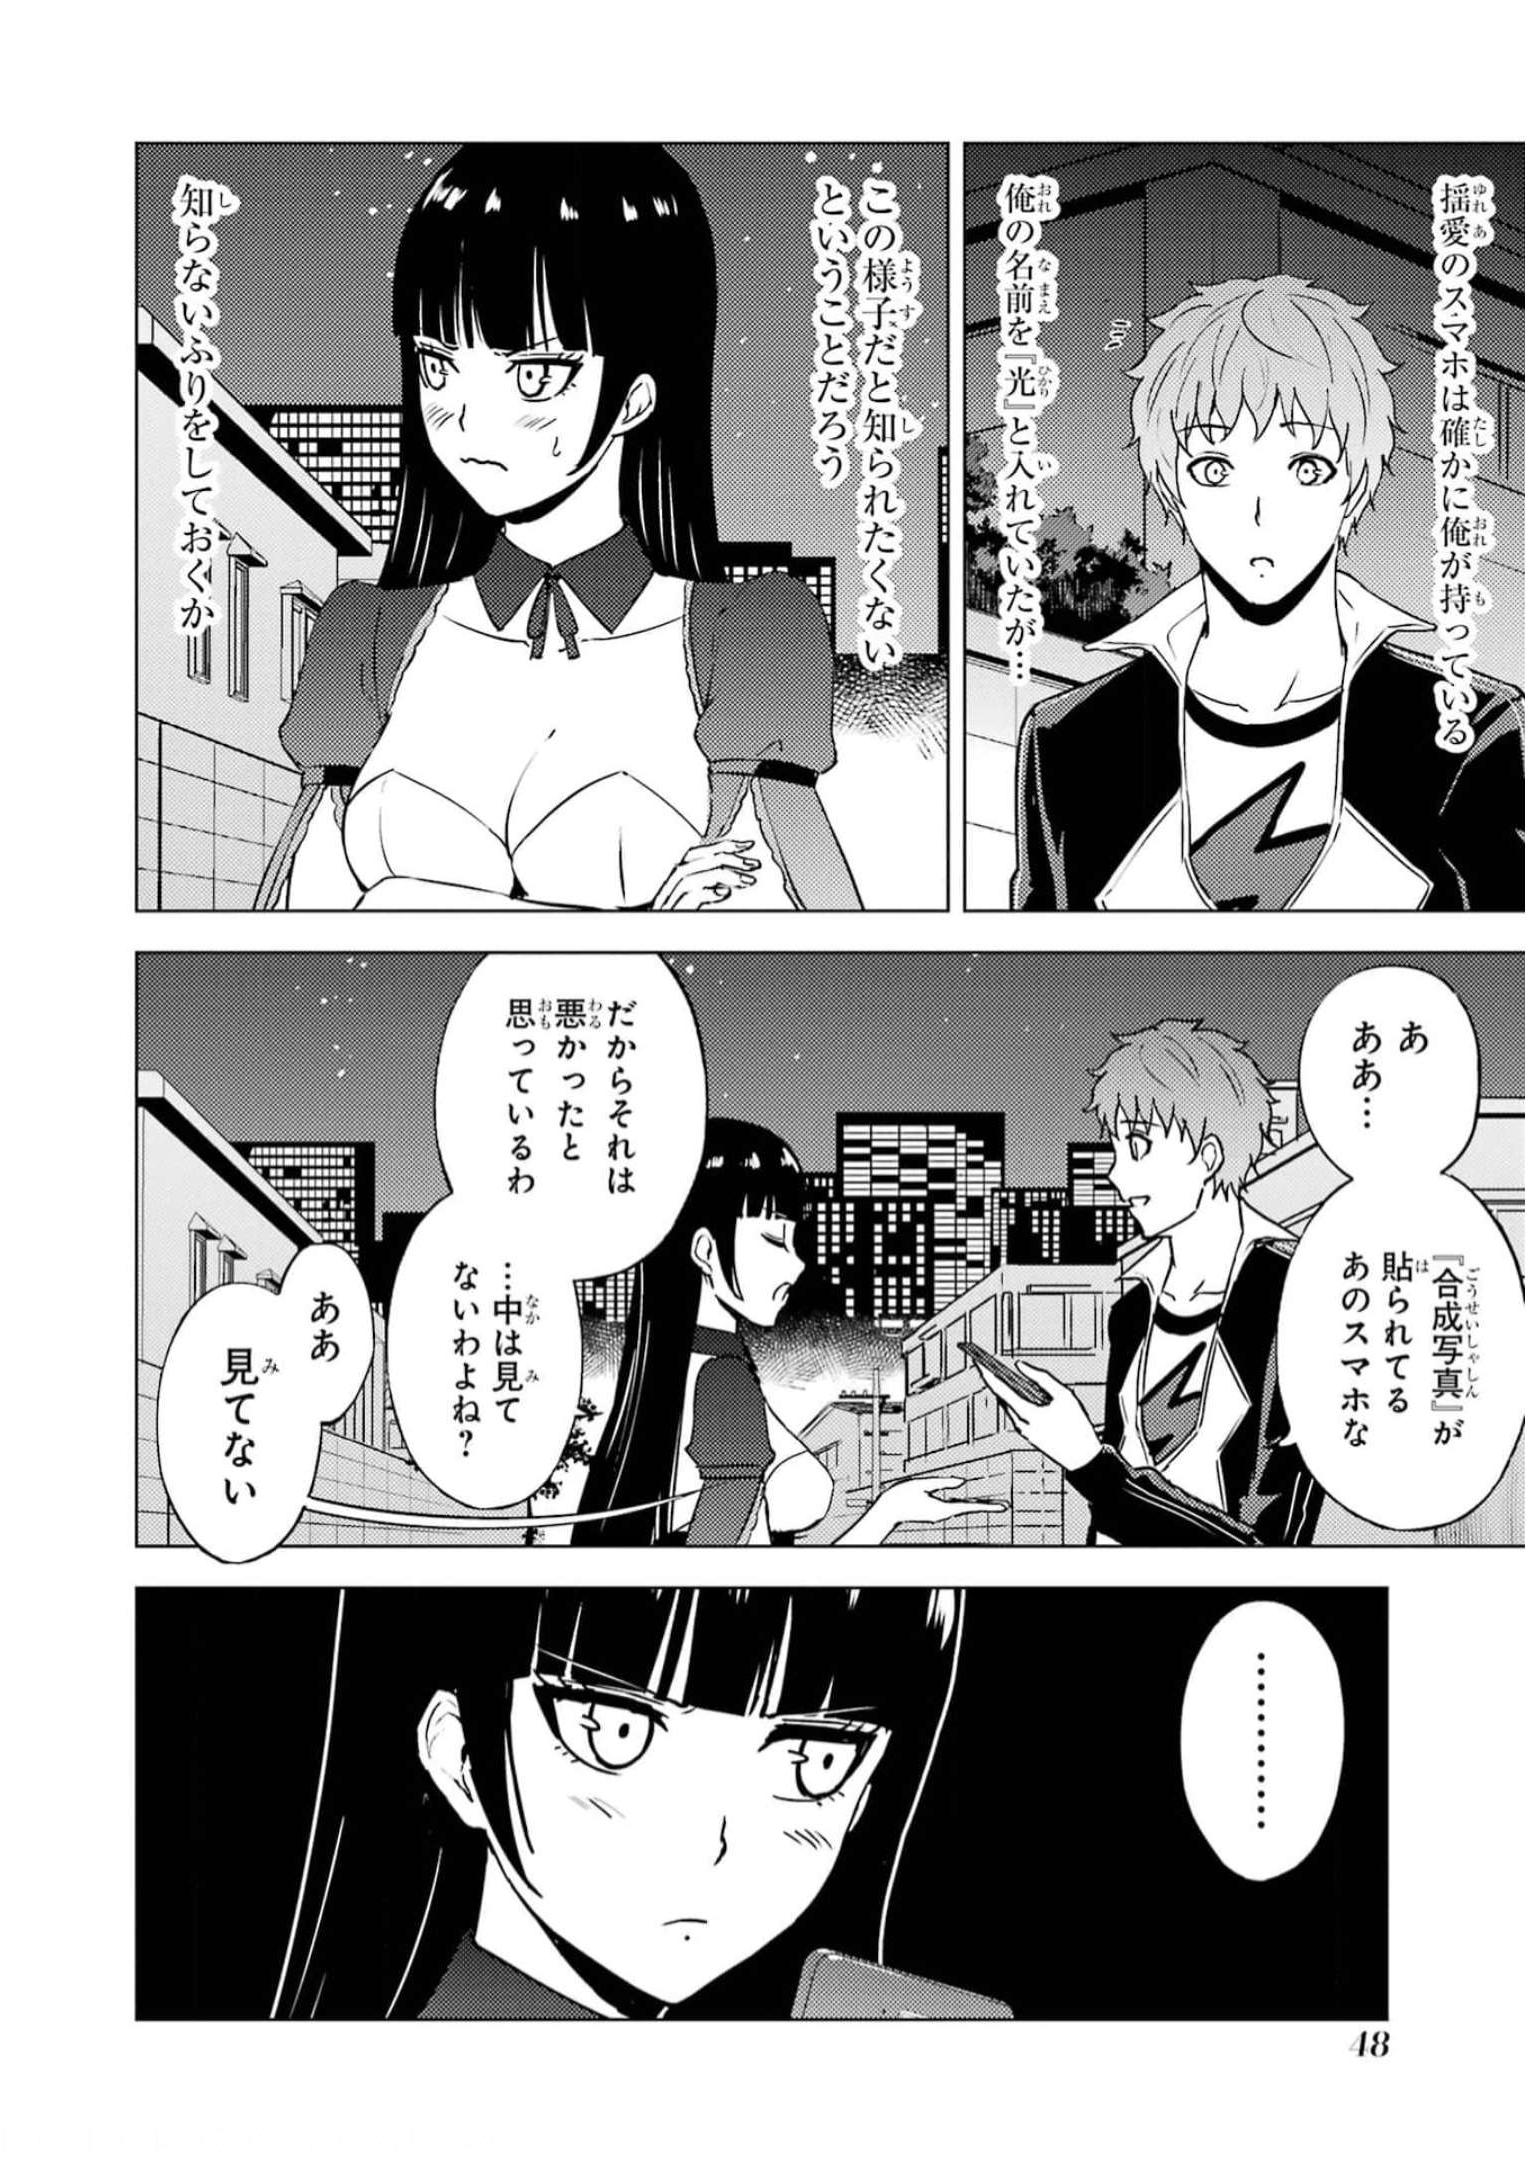 揺愛のスマホは確かに俺が持っている
俺の名前を『光』と入れていたが…
この様子だと知られたくない
ということだろう
知らないふりをしておくか
あ
ああ…
『合成写真』が
貼られてる
あのスマホな
だからそれは
悪かったと
思っているわ
…中は見て
ないわよね？
ああ
見てない
…………
48